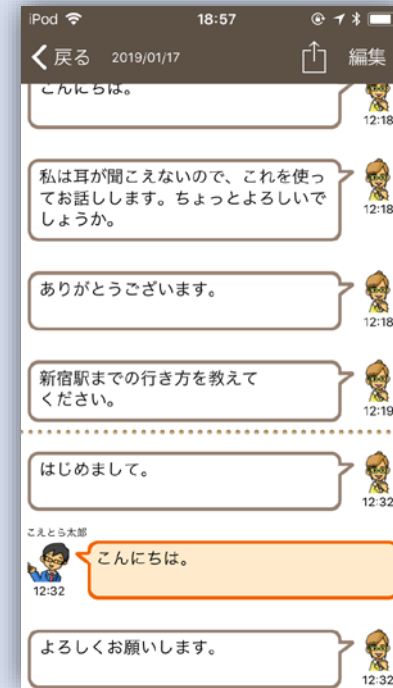 iPod 18:57
戻る 2019/01/17 編集
こんにちは。
12:18
私は耳が聞こえないので、これを使っ
てお話しします。ちょっとよろしいで
しょうか。
12:18
ありがとうございます。
12:18
新宿駅までの行き方を教えて
ください。
12:19
はじめまして。
12:32
こえとら太郎
こんにちは。
12:32
よろしくお願いします。
12:32